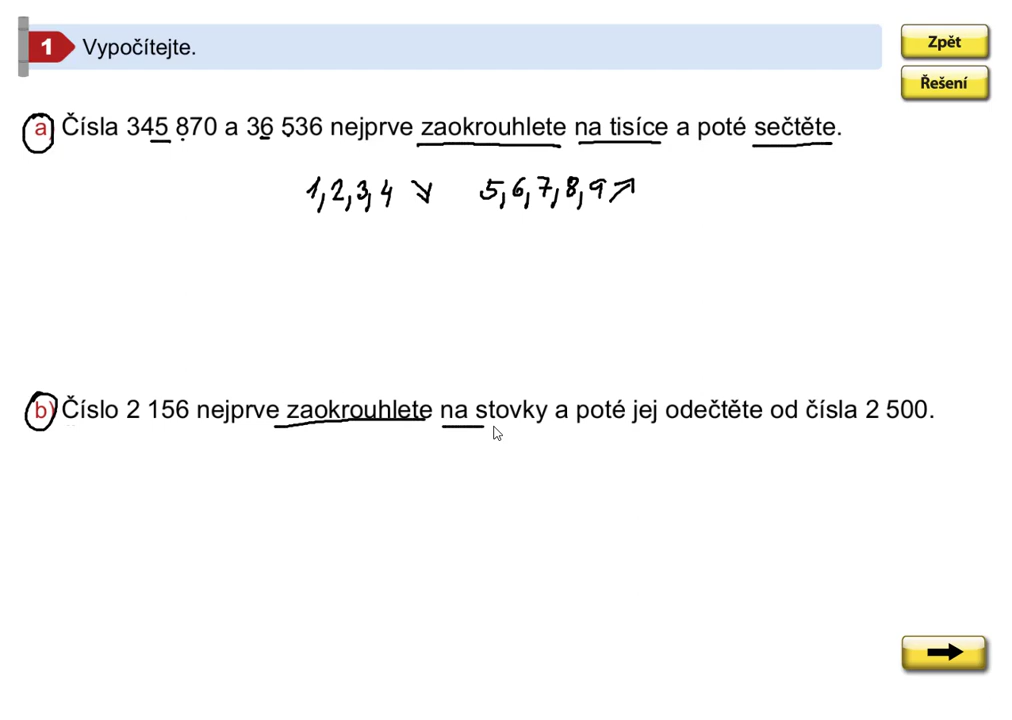 1 Vypočítejte.
Zpět
Řešení
a) Čísla 345 870 a 36 536 nejprve zaokrouhlete na tisíce a poté sečtěte.
1, 2, 3, 4 ↘ 5, 6, 7, 8, 9 ↗
b) Číslo 2 156 nejprve zaokrouhlete na stovky a poté jej odečtěte od čísla 2 500.